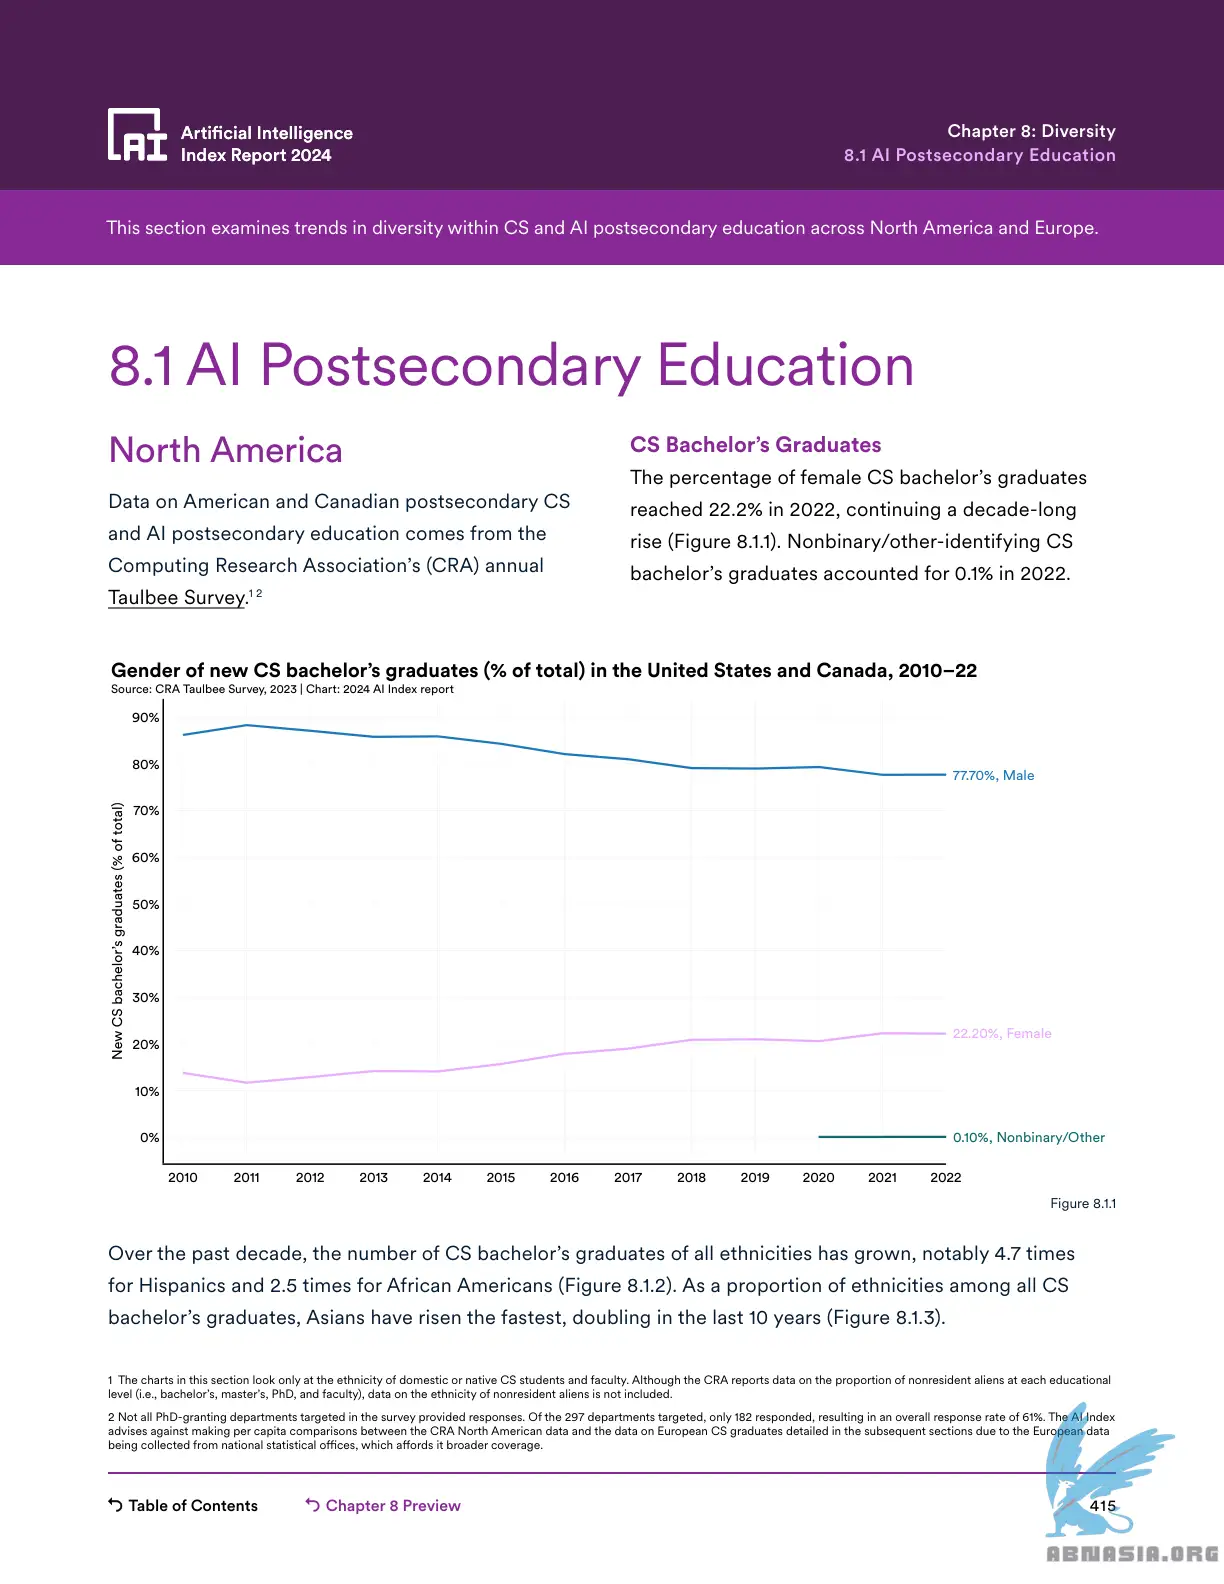 Artificial Intelligence
Index Report 2024
Chapter 8: Diversity
8.1 AI Postsecondary Education
This section examines trends in diversity within CS and AI postsecondary education across North America and Europe.
8.1 AI Postsecondary Education
North America
Data on American and Canadian postsecondary CS
and AI postsecondary education comes from the
Computing Research Association’s (CRA) annual
Taulbee Survey.1 2
CS Bachelor’s Graduates
The percentage of female CS bachelor’s graduates
reached 22.2% in 2022, continuing a decade-long
rise (Figure 8.1.1). Nonbinary/other-identifying CS
bachelor’s graduates accounted for 0.1% in 2022.
Gender of new CS bachelor’s graduates (% of total) in the United States and Canada, 2010–22
Source: CRA Taulbee Survey, 2023 | Chart: 2024 AI Index report
New CS bachelor’s graduates (% of total)
90%
80%
70%
60%
50%
40%
30%
20%
10%
0%
77.70%, Male
22.20%, Female
0.10%, Nonbinary/Other
2010 2011 2012 2013 2014 2015 2016 2017 2018 2019 2020 2021 2022
Figure 8.1.1
Over the past decade, the number of CS bachelor’s graduates of all ethnicities has grown, notably 4.7 times
for Hispanics and 2.5 times for African Americans (Figure 8.1.2). As a proportion of ethnicities among all CS
bachelor’s graduates, Asians have risen the fastest, doubling in the last 10 years (Figure 8.1.3).
1 The charts in this section look only at the ethnicity of domestic or native CS students and faculty. Although the CRA reports data on the proportion of nonresident aliens at each educational
level (i.e., bachelor’s, master’s, PhD, and faculty), data on the ethnicity of nonresident aliens is not included.
2 Not all PhD-granting departments targeted in the survey provided responses. Of the 297 departments targeted, only 182 responded, resulting in an overall response rate of 61%. The AI Index
advises against making per capita comparisons between the CRA North American data and the data on European CS graduates detailed in the subsequent sections due to the European data
being collected from national statistical offices, which affords it broader coverage.
Table of Contents
Chapter 8 Preview
415
ABNASIA.ORG